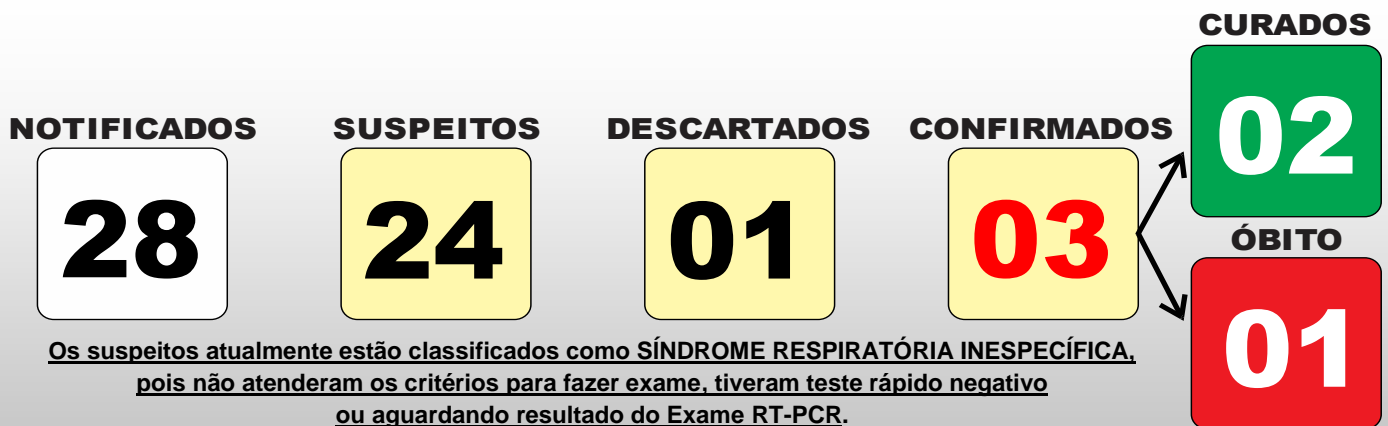 CURADOS
02
NOTIFICADOS
28
SUSPEITOS
24
DESCARTADOS
01
CONFIRMADOS
03
ÓBITO
01
Os suspeitos atualmente estão classificados como SÍNDROME RESPIRATÓRIA INESPECÍFICA,
pois não atenderam os critérios para fazer exame, tiveram teste rápido negativo
ou aguardando resultado do Exame RT-PCR.